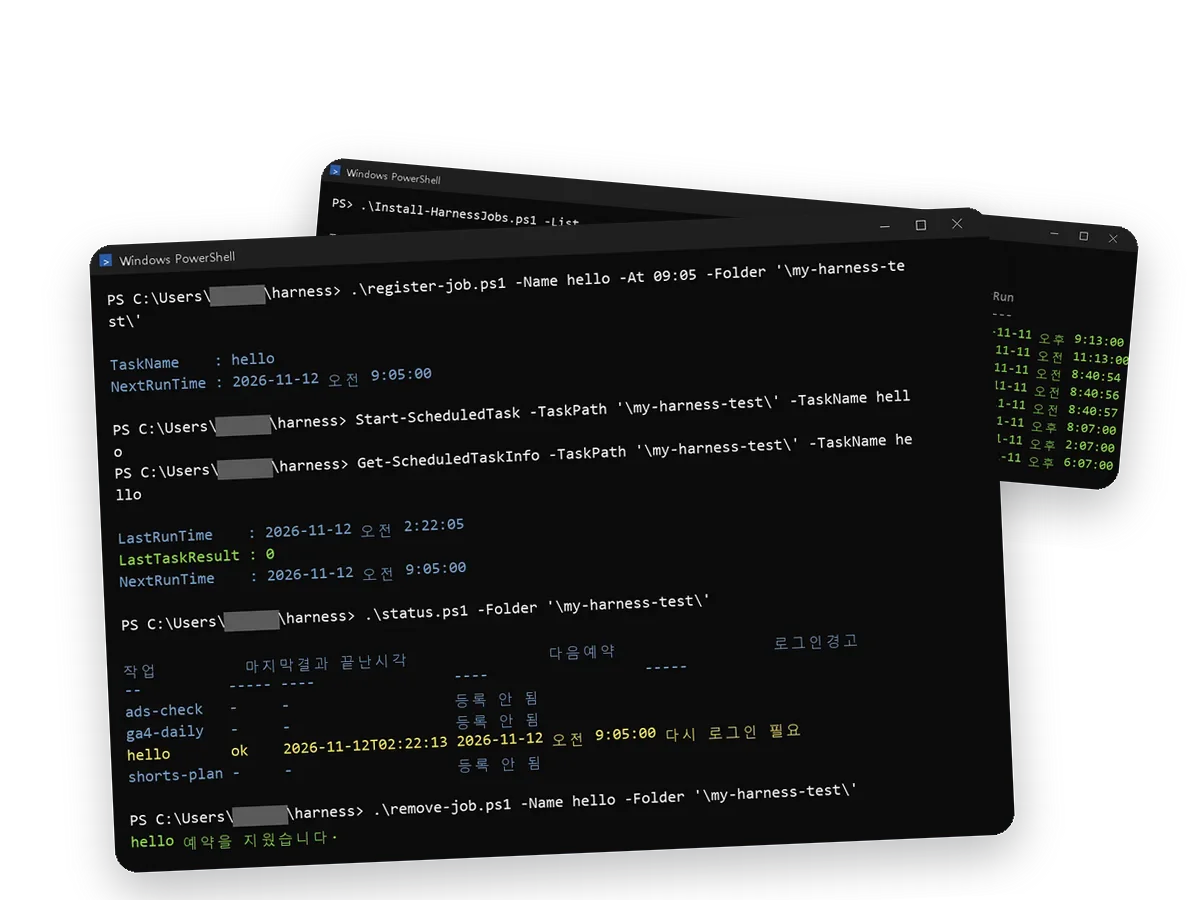 Windows PowerShell
PS> .\Install-HarnessJobs.ps1 -List
Run
---
-11-11 오후 9:13:00
11-11 오전 11:13:00
11-11 오전 8:40:54
11-11 오전 8:40:56
11-11 오전 8:40:57
1-11 오후 8:07:00
1-11 오후 2:07:00
-11 오후 6:07:00
Windows PowerShell
PS C:\Users\ \harness> .\register-job.ps1 -Name hello -At 09:05 -Folder '\my-harness-te
st\'
TaskName : hello
NextRunTime : 2026-11-12 오전 9:05:00
PS C:\Users\ \harness> Start-ScheduledTask -TaskPath '\my-harness-test\' -TaskName hell
o
PS C:\Users\ \harness> Get-ScheduledTaskInfo -TaskPath '\my-harness-test\' -TaskName he
llo
LastRunTime : 2026-11-12 오전 2:22:05
LastTaskResult : 0
NextRunTime : 2026-11-12 오전 9:05:00
PS C:\Users\ \harness> .\status.ps1 -Folder '\my-harness-test\'
작업 마지막결과 끝난시각 다음예약 로그인경고
-- ----- ---- ---- -----
ads-check - - 등록 안 됨
ga4-daily - - 등록 안 됨
hello ok 2026-11-12T02:22:13 2026-11-12 오전 9:05:00 다시 로그인 필요
shorts-plan - - 등록 안 됨
PS C:\Users\ \harness> .\remove-job.ps1 -Name hello -Folder '\my-harness-test\'
hello 예약을 지웠습니다.